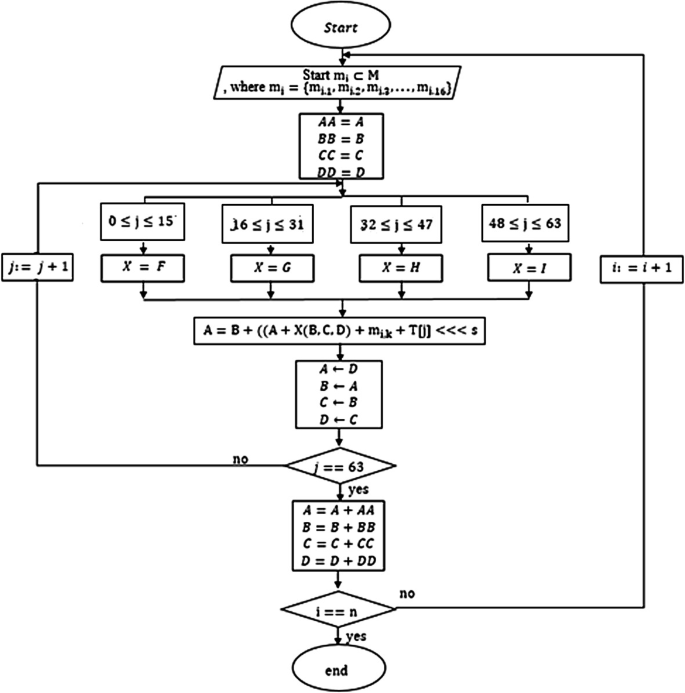 Start
Start mᵢ ⊂ M
, where mᵢ = {mᵢ.₁, mᵢ.₂, mᵢ.₃, …, mᵢ.₁₆}
AA = A
BB = B
CC = C
DD = D
0 ≤ j ≤ 15
16 ≤ j ≤ 31
32 ≤ j ≤ 47
48 ≤ j ≤ 63
j: = j + 1
X = F
X = G
X = H
X = I
i: = i + 1
A = B + ((A + X(B, C, D) + mᵢ.ₖ + T[j] <<< s
A ← D
B ← A
C ← B
D ← C
no
j == 63
yes
A = A + AA
B = B + BB
C = C + CC
D = D + DD
no
i == n
yes
end